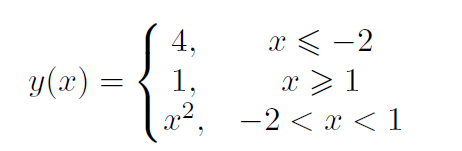 y(x) = { 4, x ⩽ −2
1, x ⩾ 1
x², −2 < x < 1